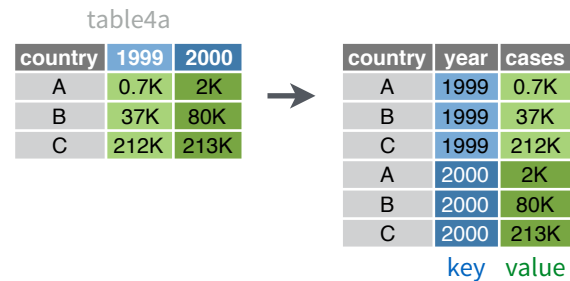 table4a
country 1999 2000
A 0.7K 2K
B 37K 80K
C 212K 213K
country year cases
A 1999 0.7K
B 1999 37K
C 1999 212K
A 2000 2K
B 2000 80K
C 2000 213K
key value